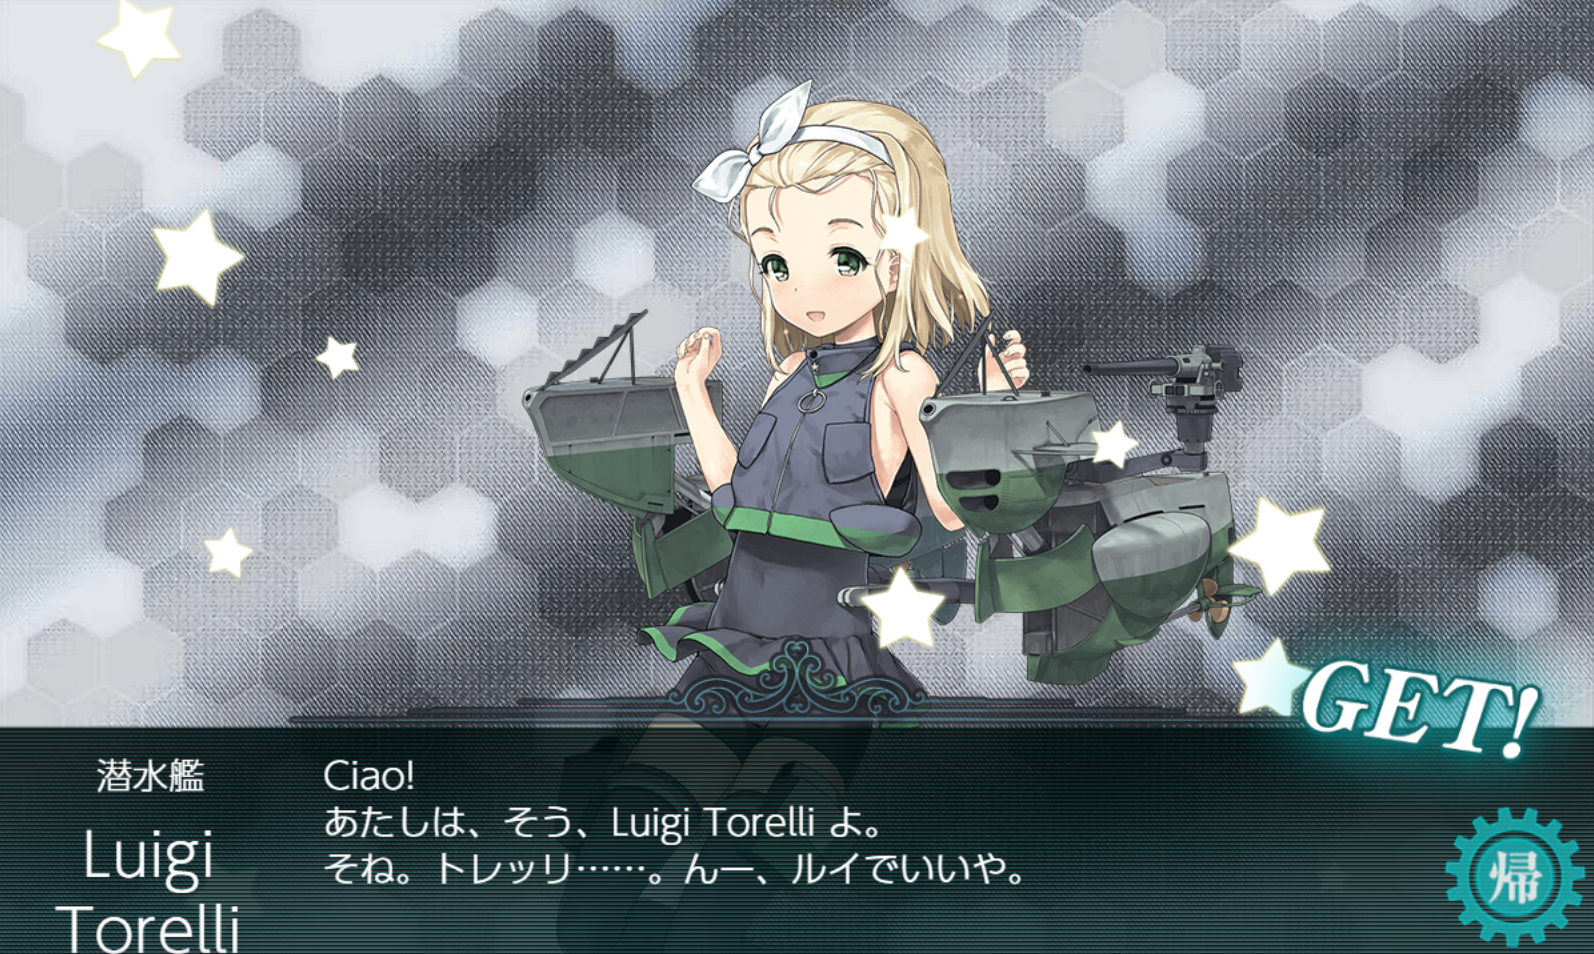 GET!
潜水艦
Luigi
Torelli
Ciao!
あたしは、そう、Luigi Torelli よ。
そね。トレッリ……。んー、ルイでいいや。
帰